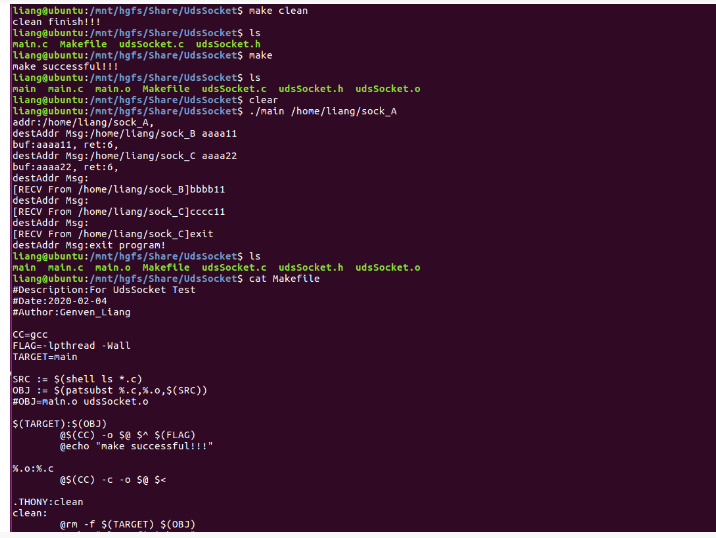 liang@ubuntu:/mnt/hgfs/Share/UdsSocket$ make clean
clean finish!!!
liang@ubuntu:/mnt/hgfs/Share/UdsSocket$ ls
main.c  Makefile  udsSocket.c  udsSocket.h
liang@ubuntu:/mnt/hgfs/Share/UdsSocket$ make
make successful!!!
liang@ubuntu:/mnt/hgfs/Share/UdsSocket$ ls
main  main.c  main.o  Makefile  udsSocket.c  udsSocket.h  udsSocket.o
liang@ubuntu:/mnt/hgfs/Share/UdsSocket$ clear
liang@ubuntu:/mnt/hgfs/Share/UdsSocket$ ./main /home/liang/sock_A
addr:/home/liang/sock_A,
destAddr Msg:/home/liang/sock_B aaaa11
buf:aaaa11, ret:6,
destAddr Msg:/home/liang/sock_C aaaa22
buf:aaaa22, ret:6,
destAddr Msg:
[RECV From /home/liang/sock_B]bbbb11
destAddr Msg:
[RECV From /home/liang/sock_C]cccc11
destAddr Msg:
[RECV From /home/liang/sock_C]exit
destAddr Msg:exit program!
liang@ubuntu:/mnt/hgfs/Share/UdsSocket$ ls
main  main.c  main.o  Makefile  udsSocket.c  udsSocket.h  udsSocket.o
liang@ubuntu:/mnt/hgfs/Share/UdsSocket$ cat Makefile
#Description:For UdsSocket Test
#Date:2020-02-04
#Author:Genven_Liang
CC=gcc
FLAG=-lpthread -Wall
TARGET=main
SRC := $(shell ls *.c)
OBJ := $(patsubst %.c,%.o,$(SRC))
#OBJ=main.o udsSocket.o
$(TARGET):$(OBJ)
        @$(CC) -o $@ $^ $(FLAG)
        @echo "make successful!!!"
%.o:%.c
        @$(CC) -c -o $@ $<
.THONY:clean
clean:
        @rm -f $(TARGET) $(OBJ)